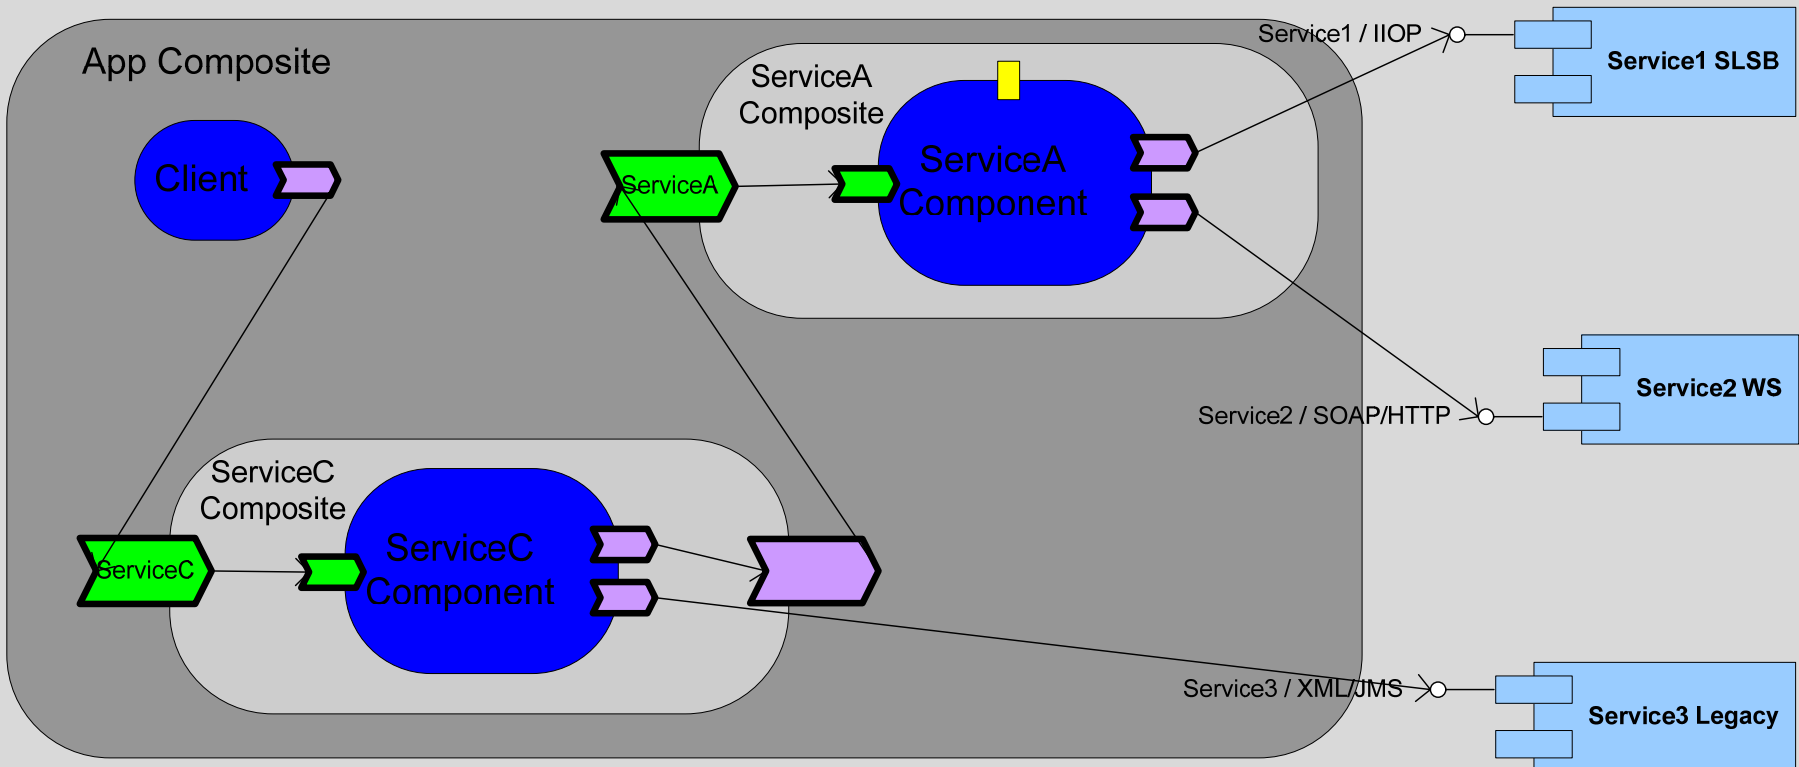 App Composite
Client
ServiceA
Composite
ServiceA
ServiceA
Component
Service1 / IIOP
Service1 SLSB
Service2 / SOAP/HTTP
Service2 WS
ServiceC
Composite
ServiceC
ServiceC
Component
Service3 / XML/JMS
Service3 Legacy